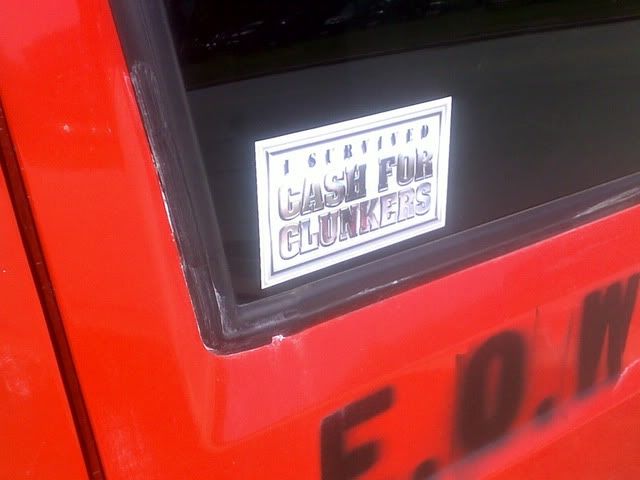 I SURVIVED
CASH FOR
CLUNKERS
F.O.W